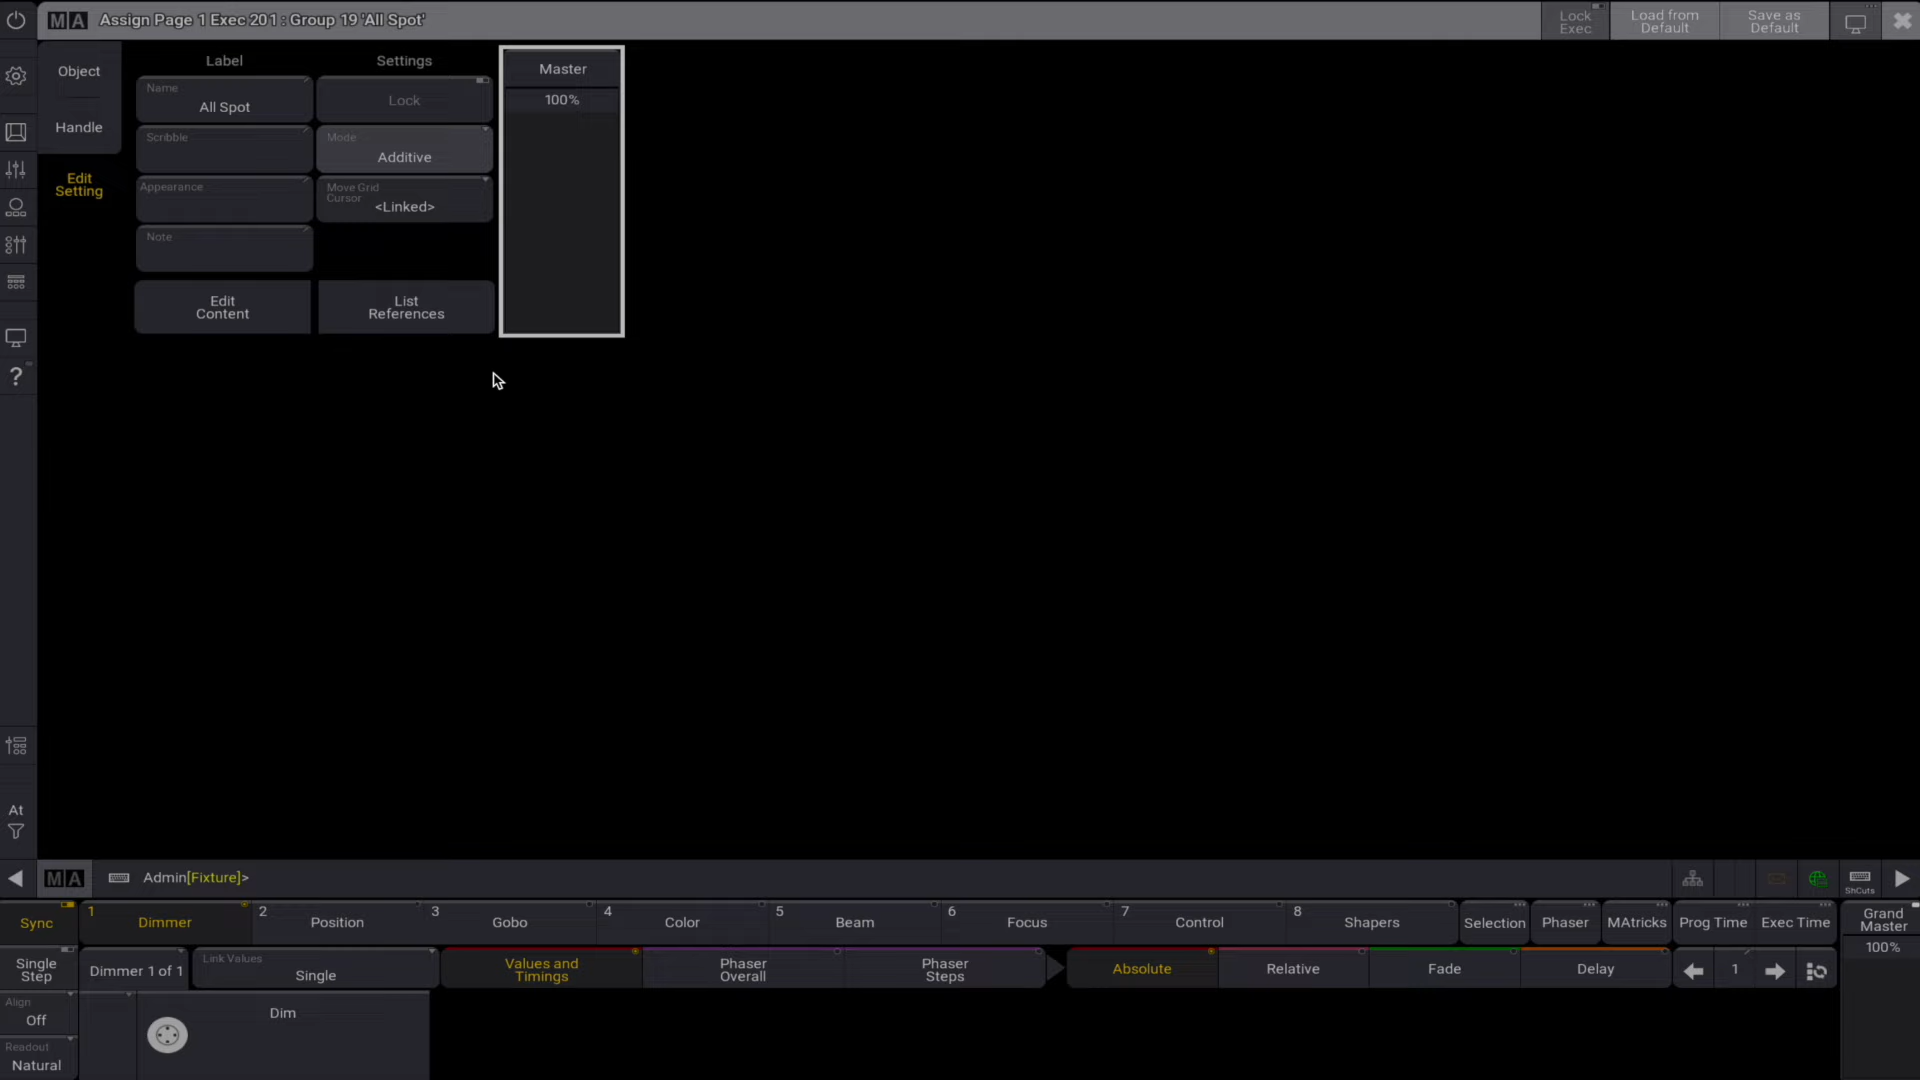 MA Assign Page 1 Exec 201 : Group 19 'All Spot'
Lock
Exec
Load from
Default
Save as
Default
Object
Handle
Edit
Setting
Label
Settings
Name
All Spot
Lock
Scribble
Mode
Additive
Appearance
Move Grid
Cursor
<Linked>
Note
Edit
Content
List
References
Master
100%
?
At
MA
Admin[Fixture]>
ShCuts
Sync
1 Dimmer
2 Position
3 Gobo
4 Color
5 Beam
6 Focus
7 Control
8 Shapers
Selection
Phaser
MAtricks
Prog Time
Exec Time
Grand
Master
100%
Single
Step
Dimmer 1 of 1
Link Values
Single
Values and
Timings
Phaser
Overall
Phaser
Steps
Absolute
Relative
Fade
Delay
1
Align
Off
Dim
Readout
Natural